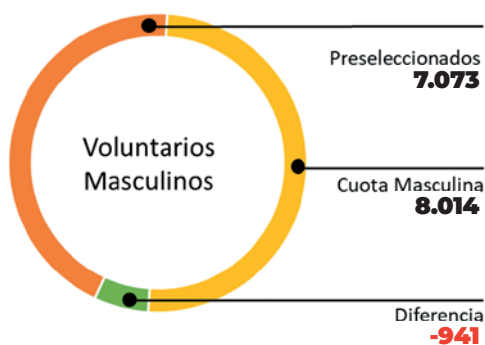 Voluntarios
Masculinos
Preseleccionados
7.073
Cuota Masculina
8.014
Diferencia
-941